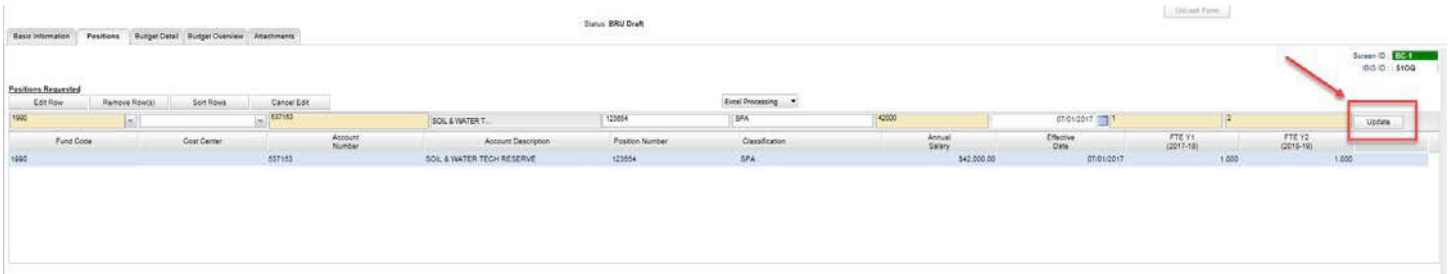 UnLock Form
Status BRU Draft
Basic Information Positions Budget Detail Budget Overview Attachments
Screen ID : BC-1
IBIS ID : 51OG
Positions Requested
Edit Row Remove Row(s) Sort Rows Cancel Edit Excel Processing
1990 537153 SOIL & WATER T... 123654 SPA 42000 07/01/2017 1 2 Update
Fund Code Cost Center Account Number Account Description Position Number Classification Annual Salary Effective Date FTE Y1 (2017-18) FTE Y2 (2018-19)
1990 537153 SOIL & WATER TECH RESERVE 123654 SPA $42,000.00 07/01/2017 1.000 1.000